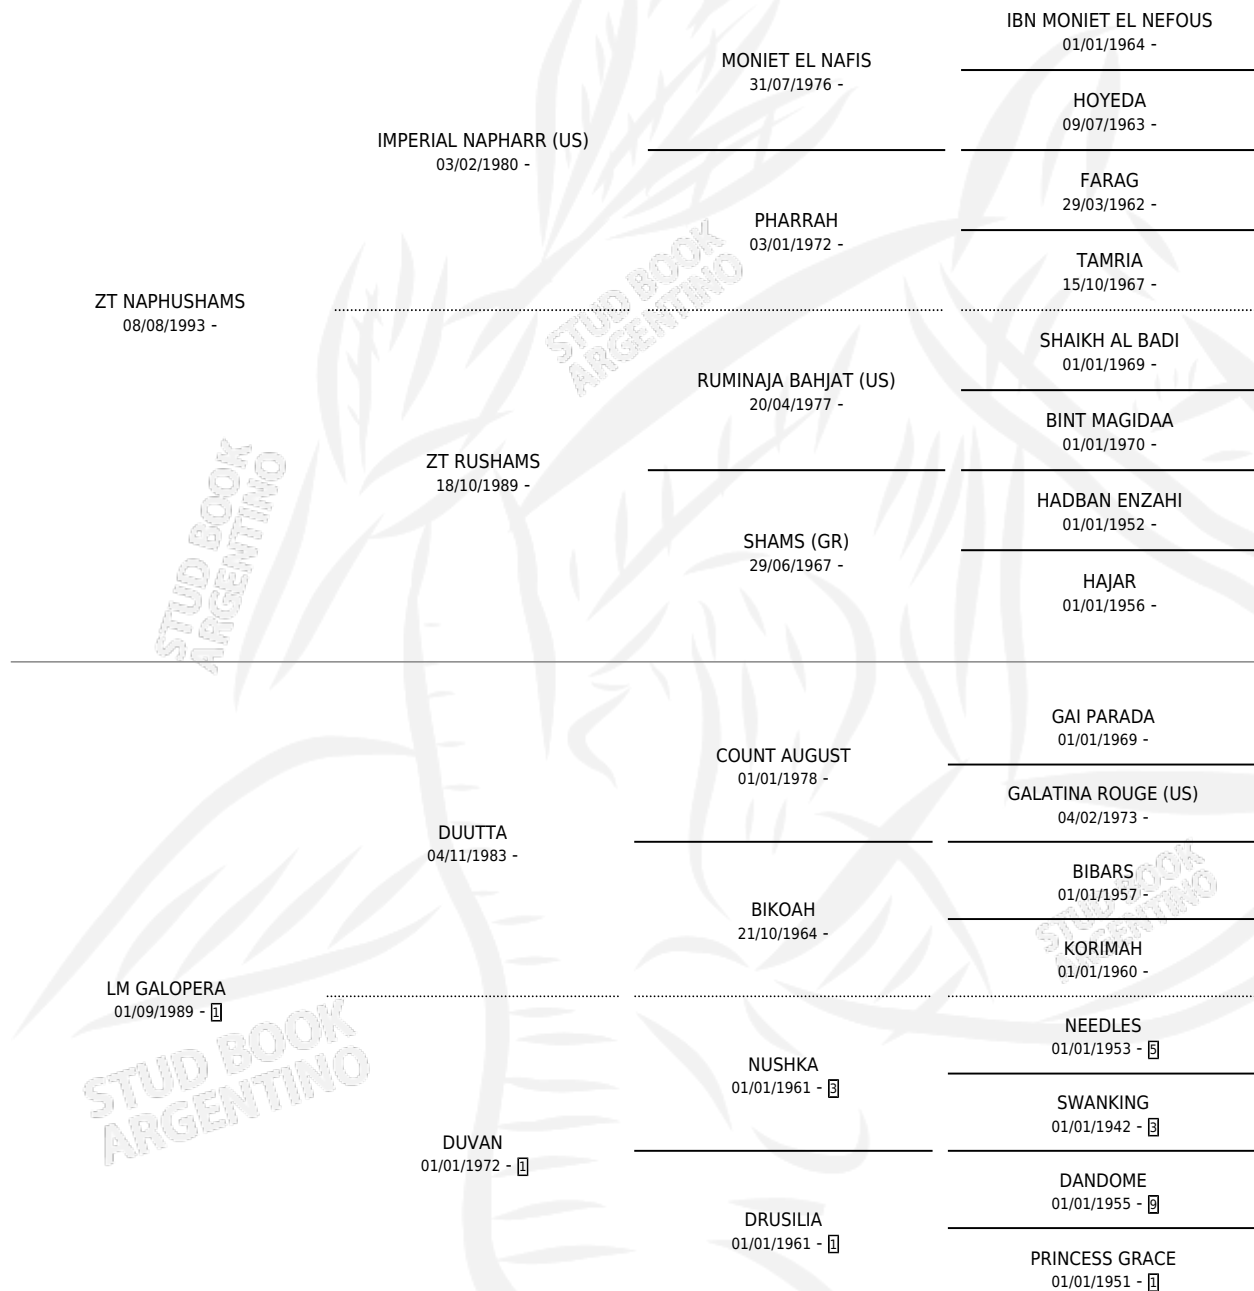 IBN MONIET EL NEFOUS
01/01/1964 -
MONIET EL NAFIS
31/07/1976 -
HOYEDA
09/07/1963 -
IMPERIAL NAPHARR (US)
03/02/1980 -
FARAG
29/03/1962 -
PHARRAH
03/01/1972 -
TAMRIA
15/10/1967 -
ZT NAPHUSHAMS
08/08/1993 -
STUD BOOK
ARGENTINO
SHAIKH AL BADI
01/01/1969 -
RUMINAJA BAHJAT (US)
20/04/1977 -
BINT MAGIDAA
01/01/1970 -
ZT RUSHAMS
18/10/1989 -
HADBAN ENZAHI
01/01/1952 -
SHAMS (GR)
29/06/1967 -
HAJAR
01/01/1956 -
STUD BOOK
ARGENTINO
GAI PARADA
01/01/1969 -
COUNT AUGUST
01/01/1978 -
GALATINA ROUGE (US)
04/02/1973 -
DUUTTA
04/11/1983 -
BIBARS
01/01/1957 -
BIKOAH
21/10/1964 -
STUD BOOK
ARGENTINO
KORIMAH
01/01/1960 -
LM GALOPERA
01/09/1989 - 1
NEEDLES
01/01/1953 - 5
NUSHKA
01/01/1961 - 3
SWANKING
01/01/1942 - 3
STUD BOOK
ARGENTINO
DUVAN
01/01/1972 - 1
DANDOME
01/01/1955 - 9
DRUSILIA
01/01/1961 - 1
PRINCESS GRACE
01/01/1951 - 1